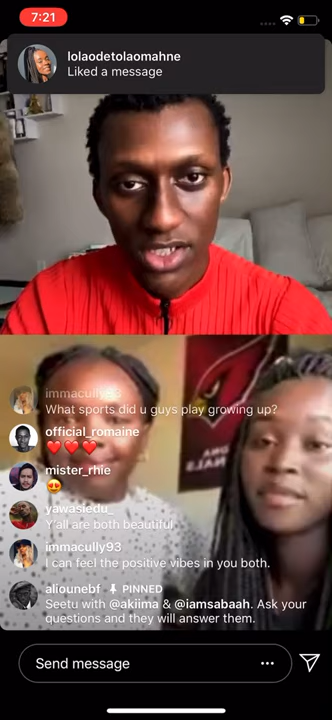 7:21
lolaodetolaomahne
Liked a message
immacully93
What sports did u guys play growing up?
official_romaine
❤️❤️❤️
mister_rhie
😍
yawasiedu_
Y'all are both beautiful
immacully93
I can feel the positive vibes in you both.
aliounebf PINNED
Seetu with @akiima & @iamsabaah. Ask your
questions and they will answer them.
Send message